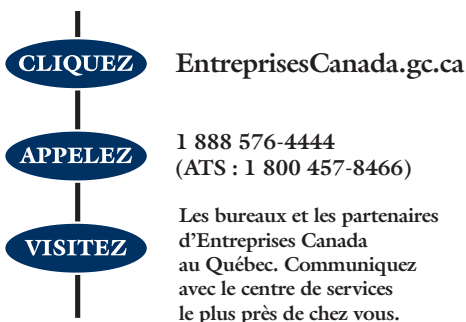 CLIQUEZ EntreprisesCanada.gc.ca
APPELEZ 1 888 576-4444
(ATS : 1 800 457-8466)
VISITEZ
Les bureaux et les partenaires
d'Entreprises Canada
au Québec. Communiquez
avec le centre de services
le plus près de chez vous.